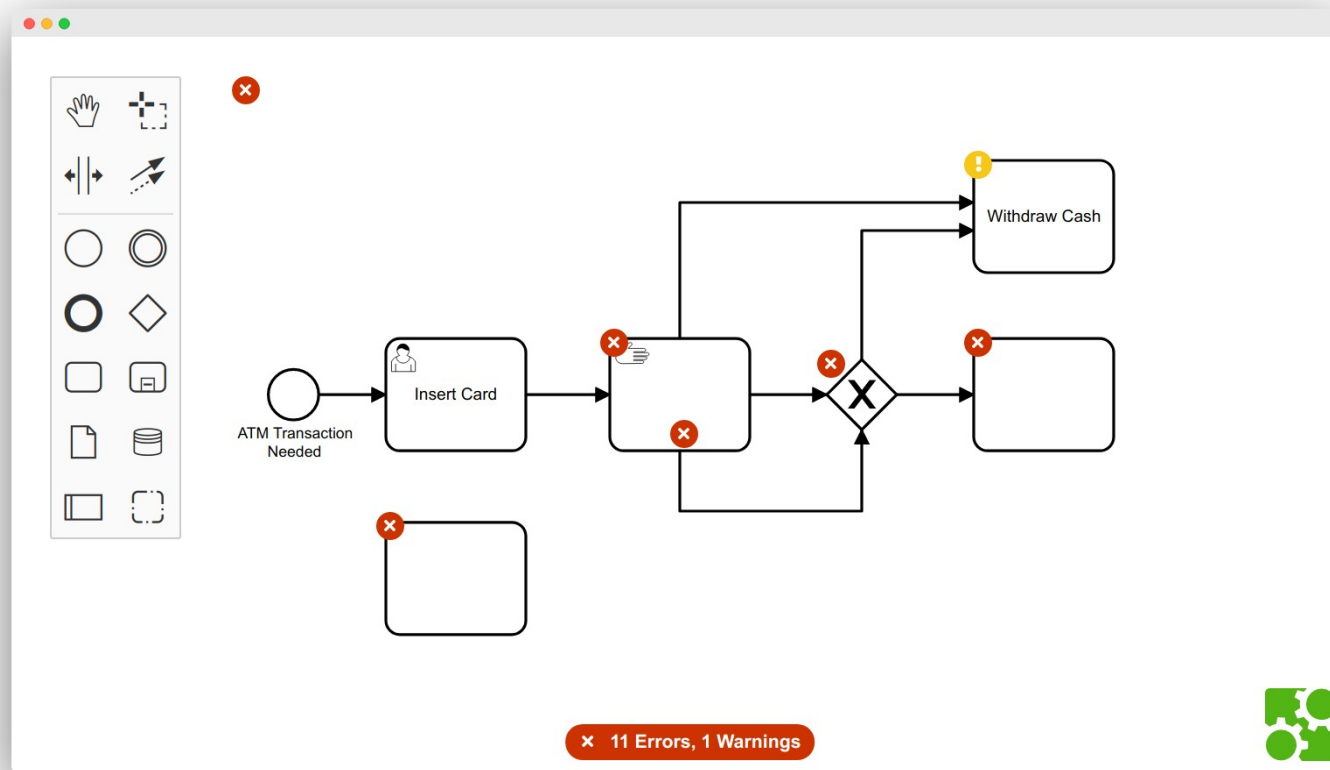 Withdraw Cash
Insert Card
ATM Transaction
Needed
11 Errors, 1 Warnings